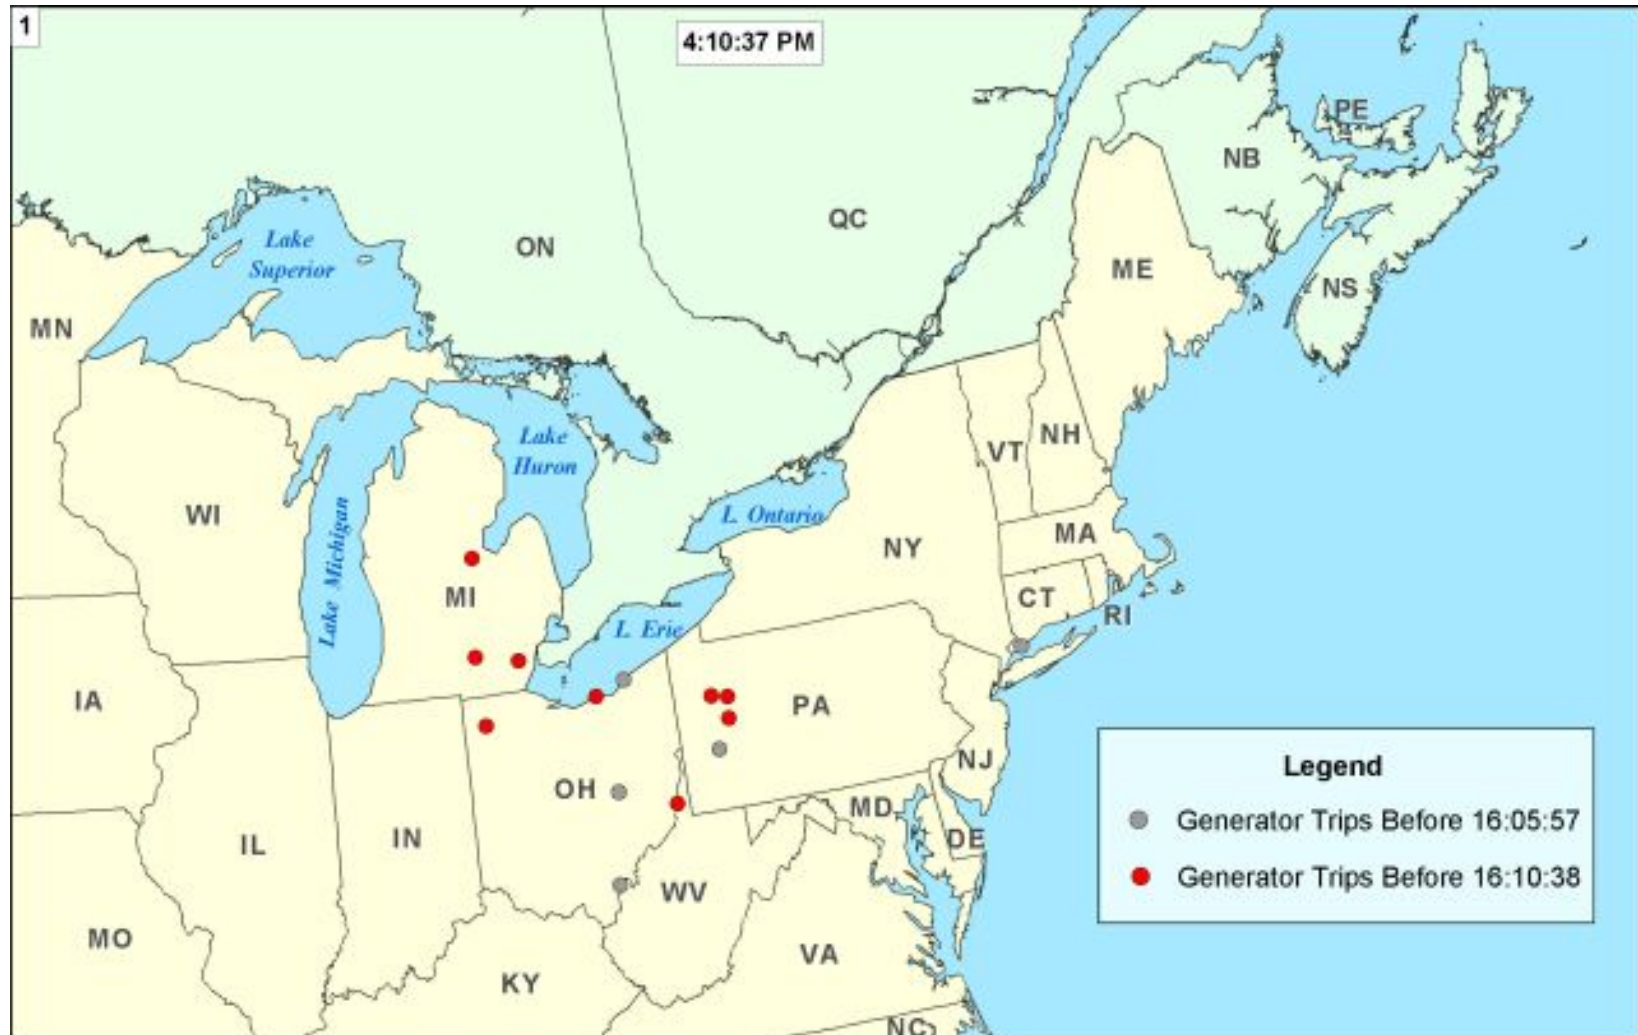 1
4:10:37 PM
PE
NB
QC
ON
Lake
Superior
ME
NS
MN
Lake
Huron
VT
NH
WI
L. Ontario
MA
NY
Lake Michigan
MI
CT
RI
L. Erie
IA
PA
NJ
Legend
OH
MD
Generator Trips Before 16:05:57
IL
IN
DE
Generator Trips Before 16:10:38
WV
MO
VA
KY
NC